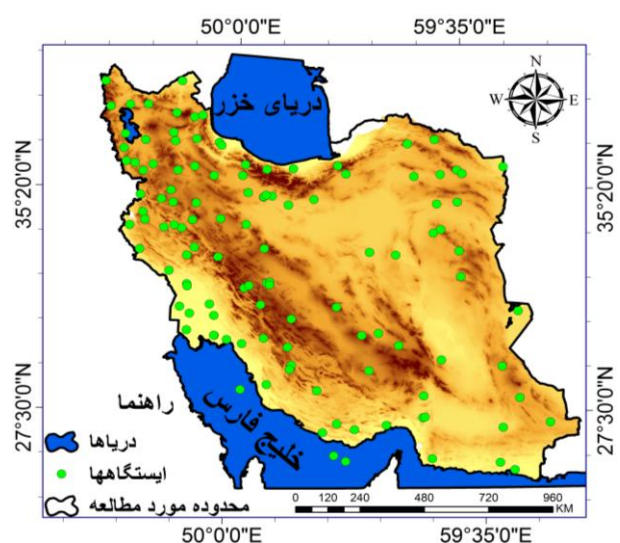 50°0'0"E 59°35'0"E
دریای خزر
N
W E
S
35°20'0"N 35°20'0"N
خلیج فارس
27°30'0"N 27°30'0"N
راهنما
دریاها
ایستگاهها
محدوده مورد مطالعه
0 120 240 480 720 960
KM
50°0'0"E 59°35'0"E